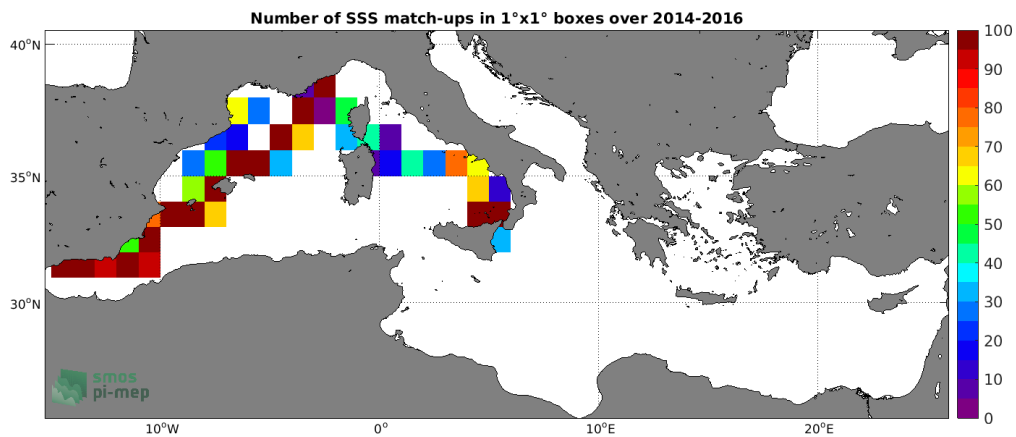 Number of SSS match-ups in 1°x1° boxes over 2014-2016
40°N
35°N
30°N
10°W
0°
10°E
20°E
100
90
80
70
60
50
40
30
20
10
0
smos
pi-mep